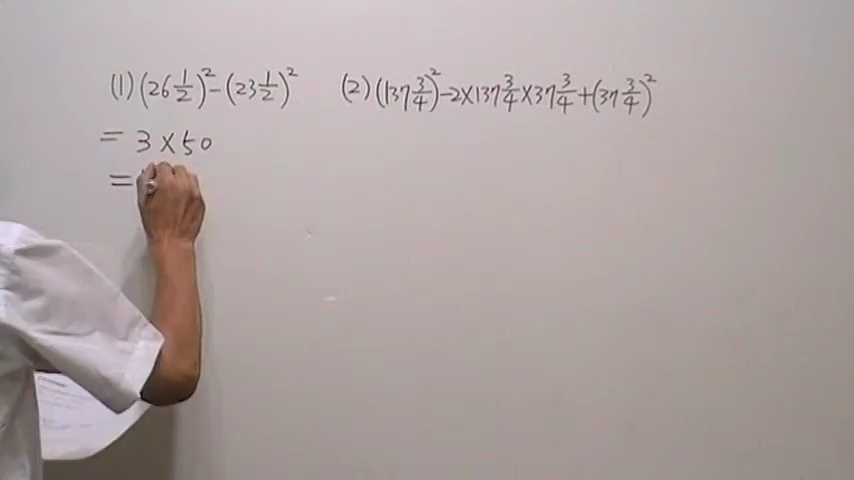 (1) (26 1/2)² - (23 1/2)²
(2) (137 3/4)² - 2×137 3/4×37 3/4+(37 3/4)²
= 3×50
=